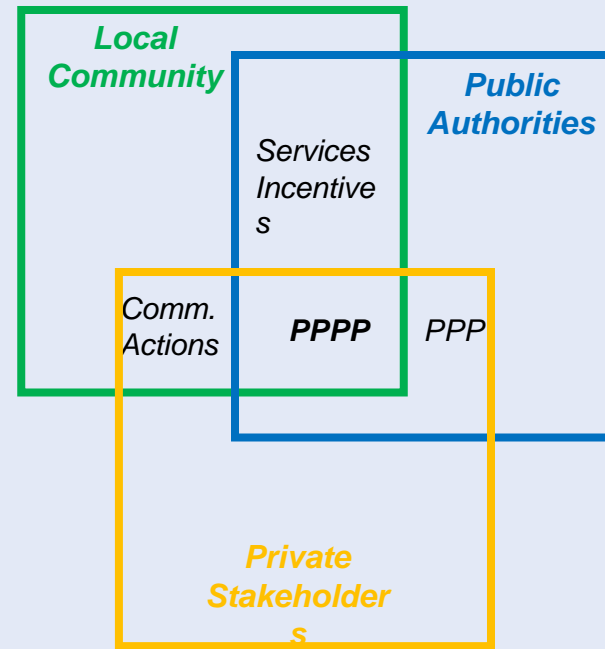 Local
Community
Public
Authorities
Services
Incentive
s
Comm.
Actions
PPPP
PPP
Private
Stakeholder
s